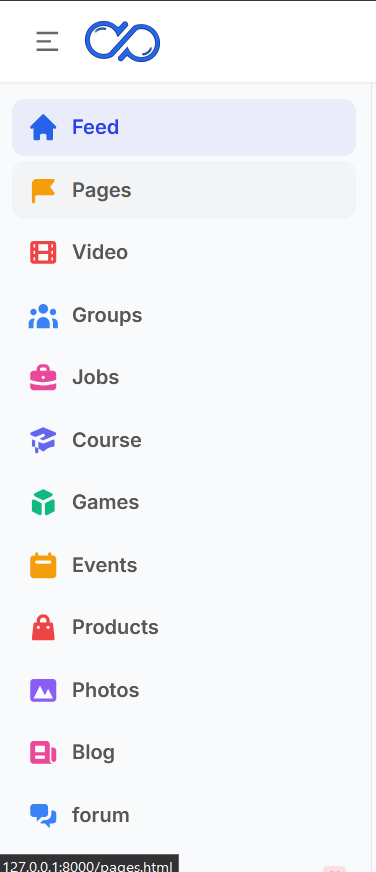 Feed
Pages
Video
Groups
Jobs
Course
Games
Events
Products
Photos
Blog
forum
127.0.0.1:8000/pages.html